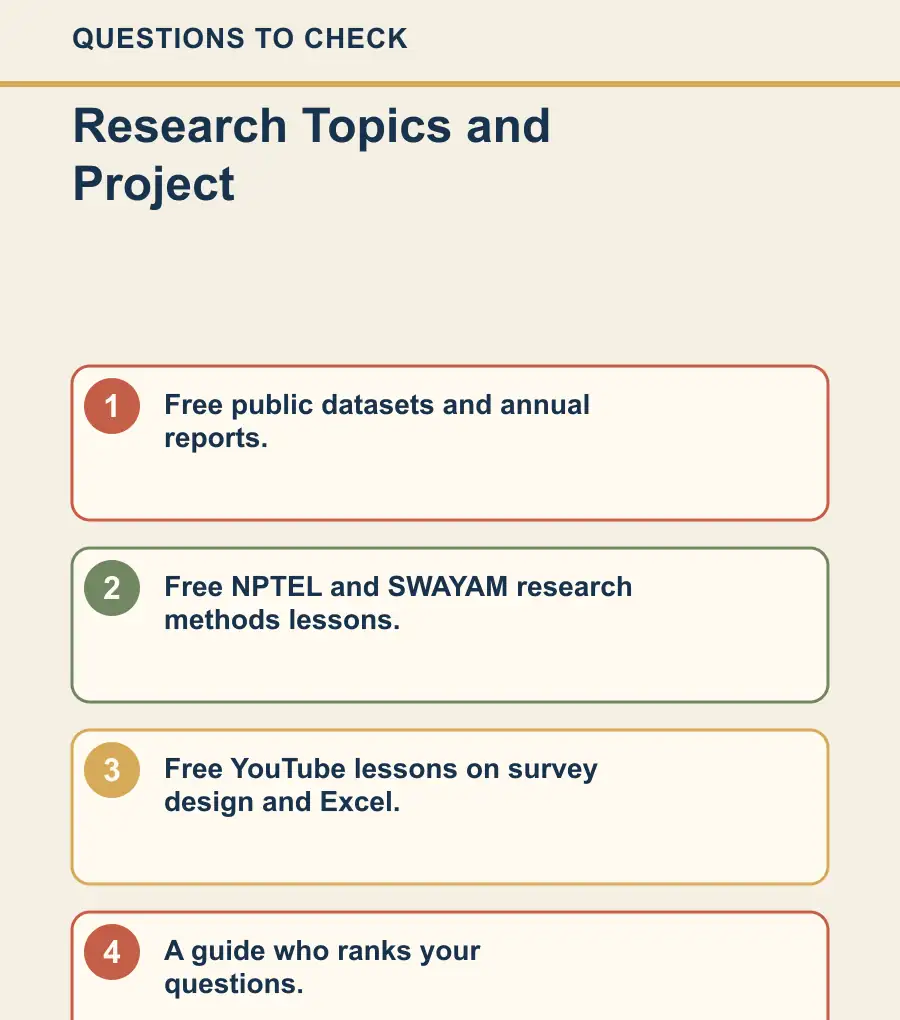 QUESTIONS TO CHECK
Research Topics and
Project
1
Free public datasets and annual
reports.
2
Free NPTEL and SWAYAM research
methods lessons.
3
Free YouTube lessons on survey
design and Excel.
4
A guide who ranks your
questions.